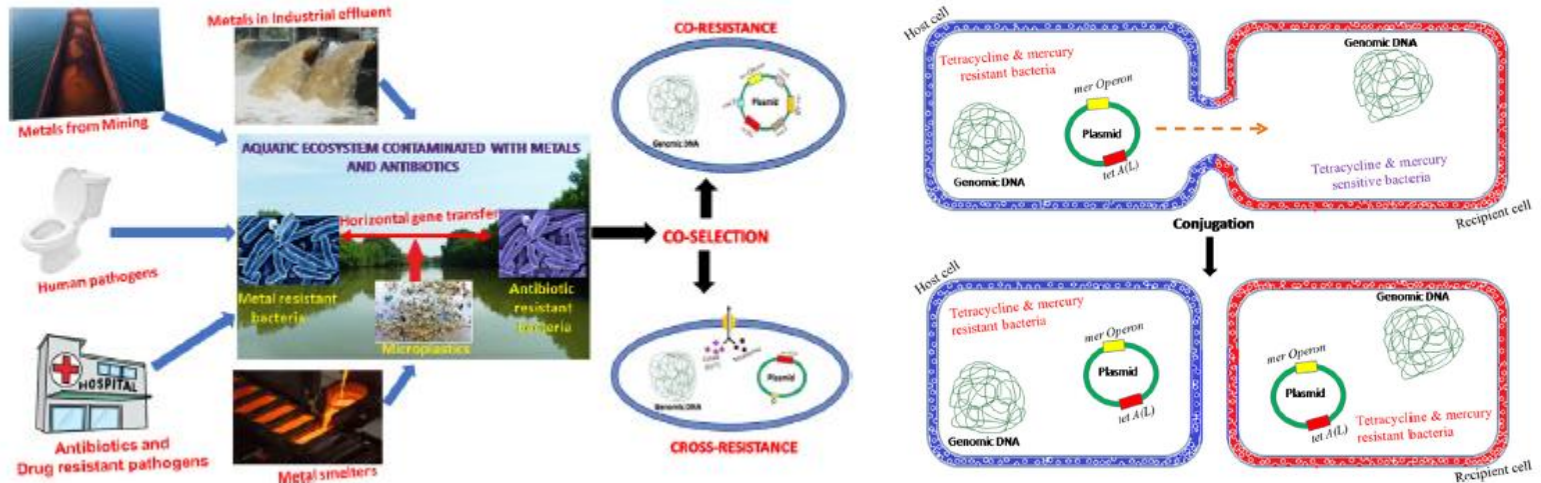 Metals from Mining
Metals in Industrial effluent
Human pathogens
HOSPITAL
Antibiotics and
Drug resistant pathogens
Metal smelters
AQUATIC ECOSYSTEM CONTAMINATED WITH METALS
AND ANTIBIOTICS
Horizontal gene transfer
Metal resistant
bacteria
Antibiotic
resistant
bacteria
Microplastics
CO-SELECTION
CO-RESISTANCE
mer Operon
Plasmid
Genomic DNA
Plasmid
Genomic DNA
CROSS-RESISTANCE
Host cell
Tetracycline & mercury
resistant bacteria
mer Operon
Plasmid
tet A(L)
Genomic DNA
Genomic DNA
Tetracycline & mercury
sensitive bacteria
Recipient cell
Conjugation
Host cell
Tetracycline & mercury
resistant bacteria
mer Operon
Plasmid
tet A(L)
Genomic DNA
Genomic DNA
mer Operon
Plasmid
tet A(L)
Tetracycline & mercury
resistant bacteria
Recipient cell